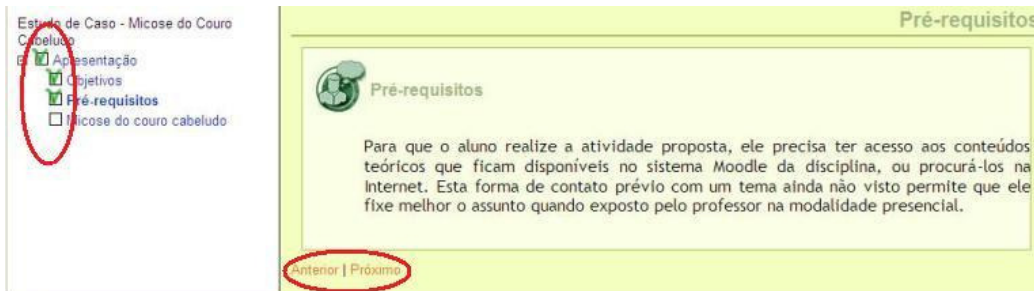 Estudo de Caso - Micose do Couro
Cabeludo
Apresentação
Objetivos
Pré-requisitos
Micose do couro cabeludo
Pré-requisitos
Pré-requisitos
Para que o aluno realize a atividade proposta, ele precisa ter acesso aos conteúdos
teóricos que ficam disponíveis no sistema Moodle da disciplina, ou procurá-los na
Internet. Esta forma de contato prévio com um tema ainda não visto permite que ele
fixe melhor o assunto quando exposto pelo professor na modalidade presencial.
Anterior | Próximo